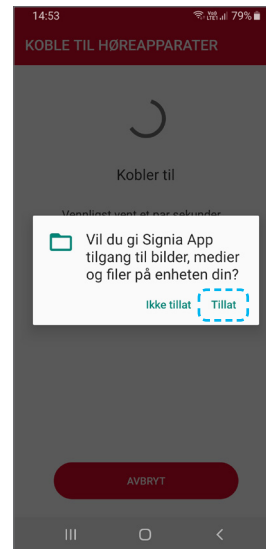 14:53 79%
KOBLE TIL HØREAPPARATER
Kobler til
Vennligst vent et par sekunder
Vil du gi Signia App
tilgang til bilder, medier
og filer på enheten din?
Ikke tillat Tillat
AVBRYT